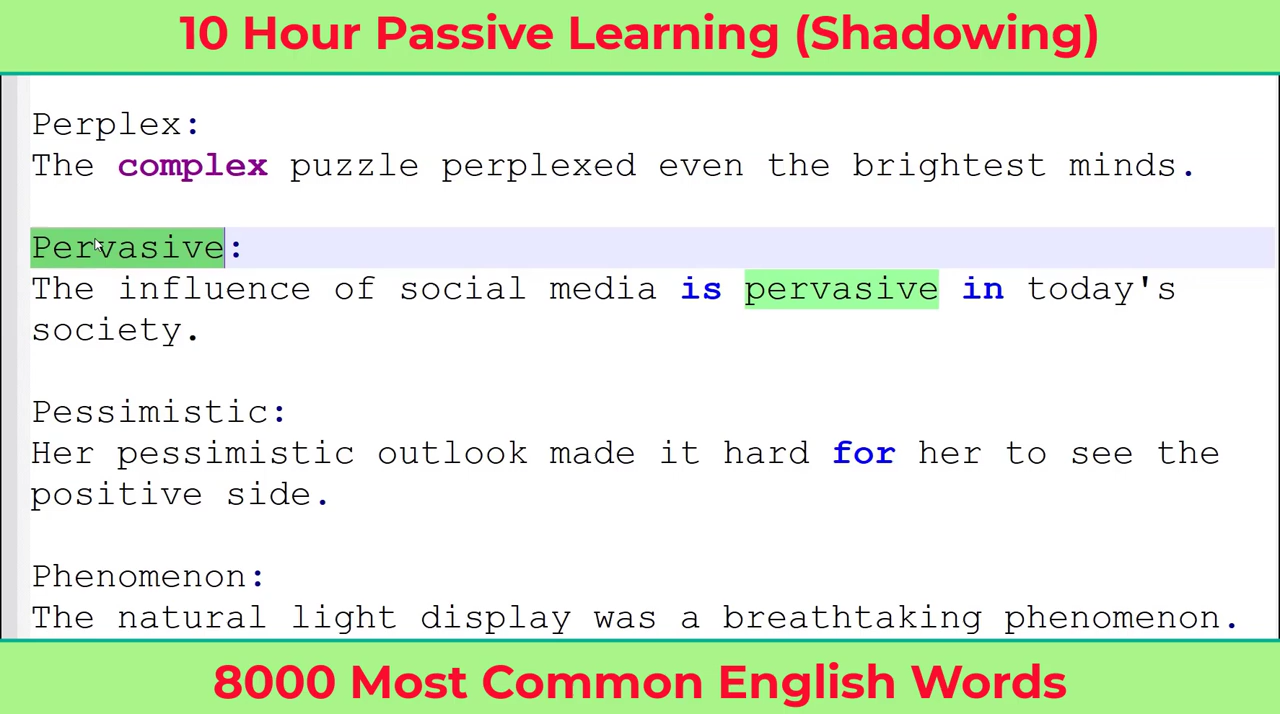 10 Hour Passive Learning (Shadowing)
Perplex:
The complex puzzle perplexed even the brightest minds.
Pervasive:
The influence of social media is pervasive in today's
society.
Pessimistic:
Her pessimistic outlook made it hard for her to see the
positive side.
Phenomenon:
The natural light display was a breathtaking phenomenon.
8000 Most Common English Words